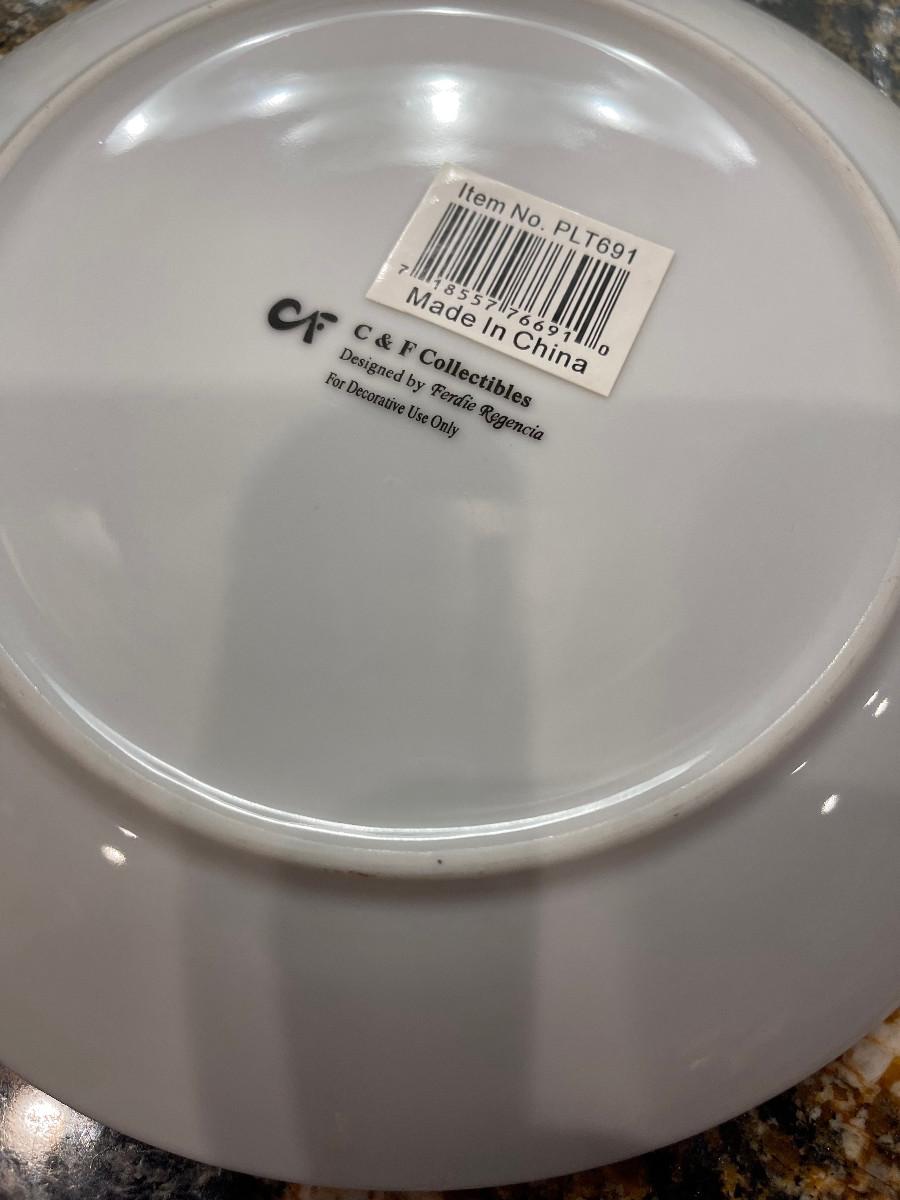 Item No. PLT691
7 18557 76691 0
Made In China
CF
C & F Collectibles
Designed by Ferdie Regencia
For Decorative Use Only